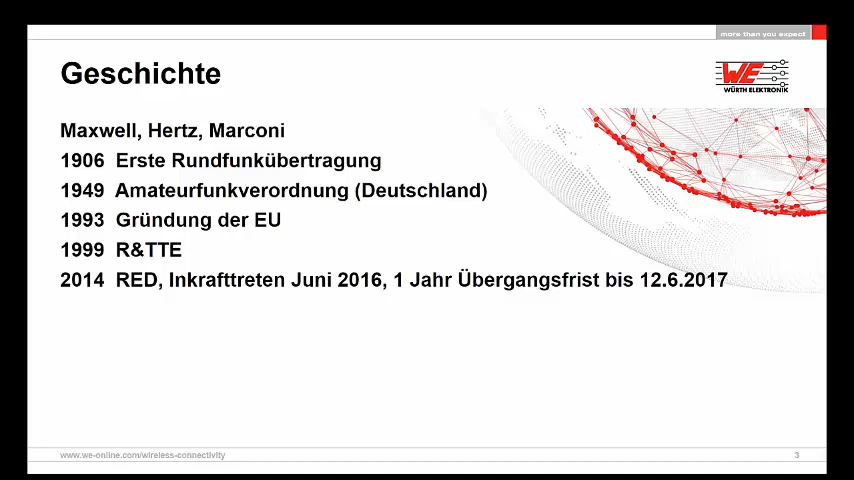 more than you expect
Geschichte
WE
WÜRTH ELEKTRONIK
Maxwell, Hertz, Marconi
1906 Erste Rundfunkübertragung
1949 Amateurfunkverordnung (Deutschland)
1993 Gründung der EU
1999 R&TTE
2014 RED, Inkrafttreten Juni 2016, 1 Jahr Übergangsfrist bis 12.6.2017
www.we-online.com/wireless-connectivity
3